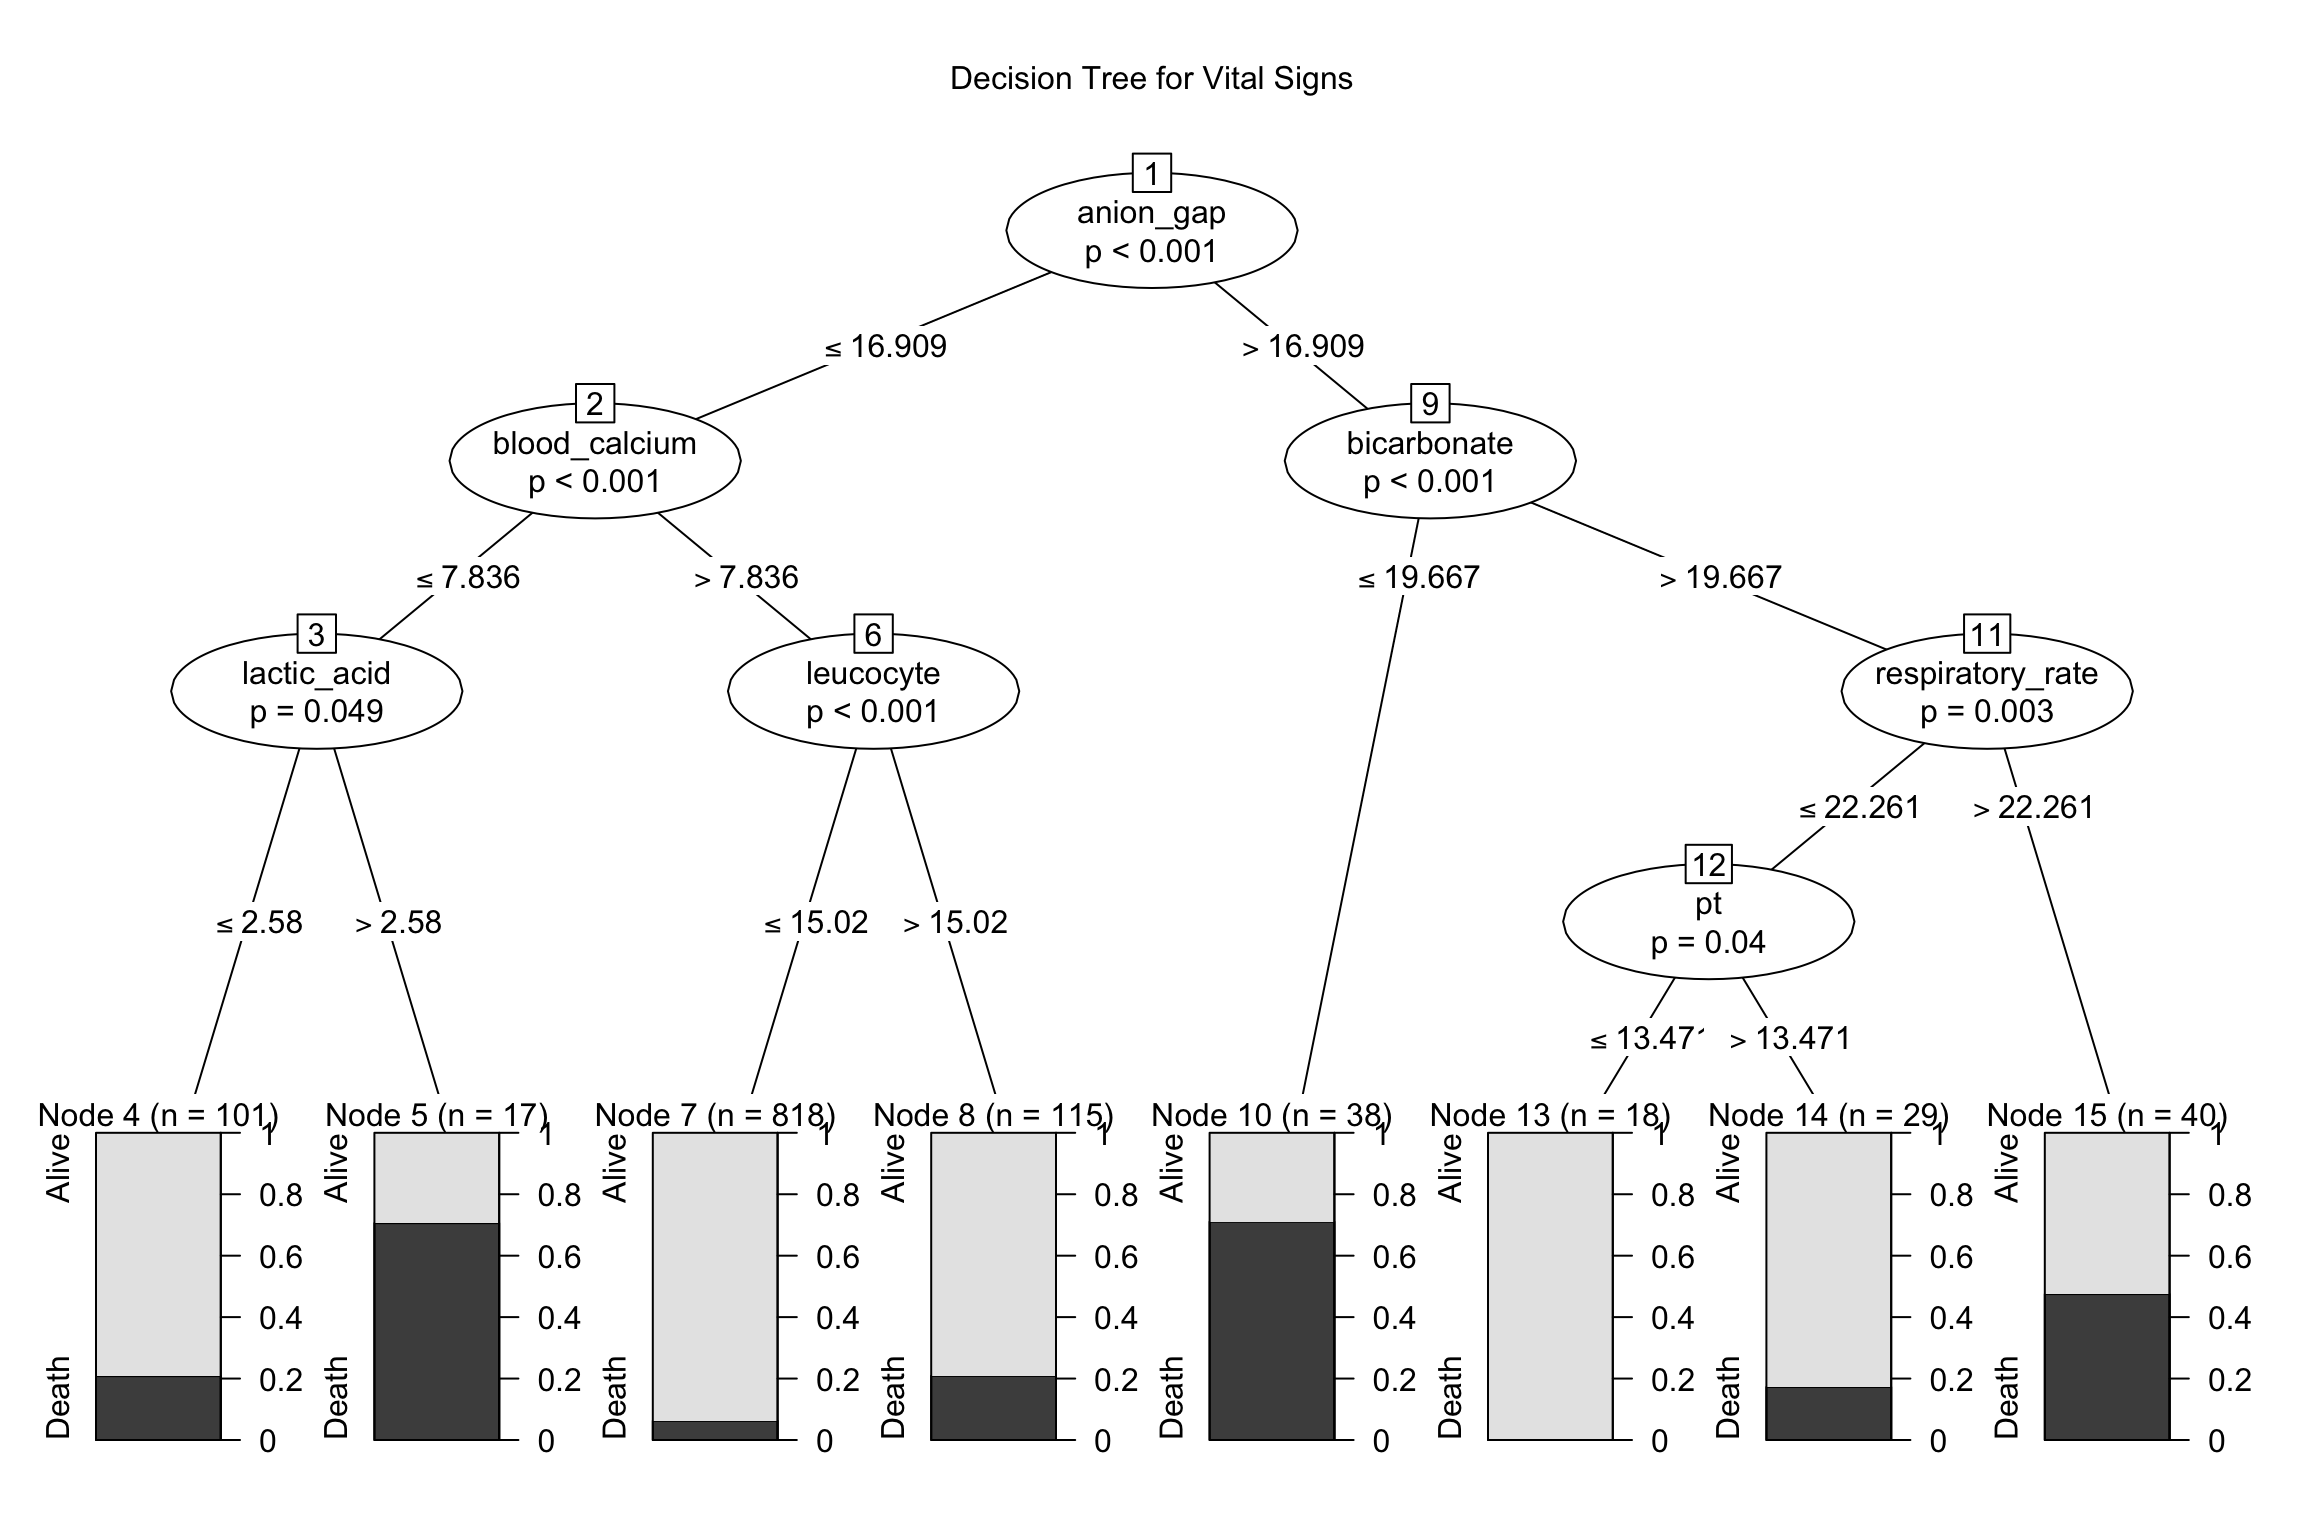 Decision Tree for Vital Signs
1
anion_gap
p < 0.001
≤ 16.909
> 16.909
2
blood_calcium
p < 0.001
9
bicarbonate
p < 0.001
≤ 7.836
> 7.836
≤ 19.667
> 19.667
3
lactic_acid
p = 0.049
6
leucocyte
p < 0.001
11
respiratory_rate
p = 0.003
≤ 22.261
> 22.261
12
pt
p = 0.04
≤ 2.58
> 2.58
≤ 15.02
> 15.02
≤ 13.471
> 13.471
Node 4 (n = 101)
Alive
Death
1
0.8
0.6
0.4
0.2
0
Node 5 (n = 17)
Alive
Death
1
0.8
0.6
0.4
0.2
0
Node 7 (n = 818)
Alive
Death
1
0.8
0.6
0.4
0.2
0
Node 8 (n = 115)
Alive
Death
1
0.8
0.6
0.4
0.2
0
Node 10 (n = 38)
Alive
Death
1
0.8
0.6
0.4
0.2
0
Node 13 (n = 18)
Alive
Death
1
0.8
0.6
0.4
0.2
0
Node 14 (n = 29)
Alive
Death
1
0.8
0.6
0.4
0.2
0
Node 15 (n = 40)
Alive
Death
1
0.8
0.6
0.4
0.2
0